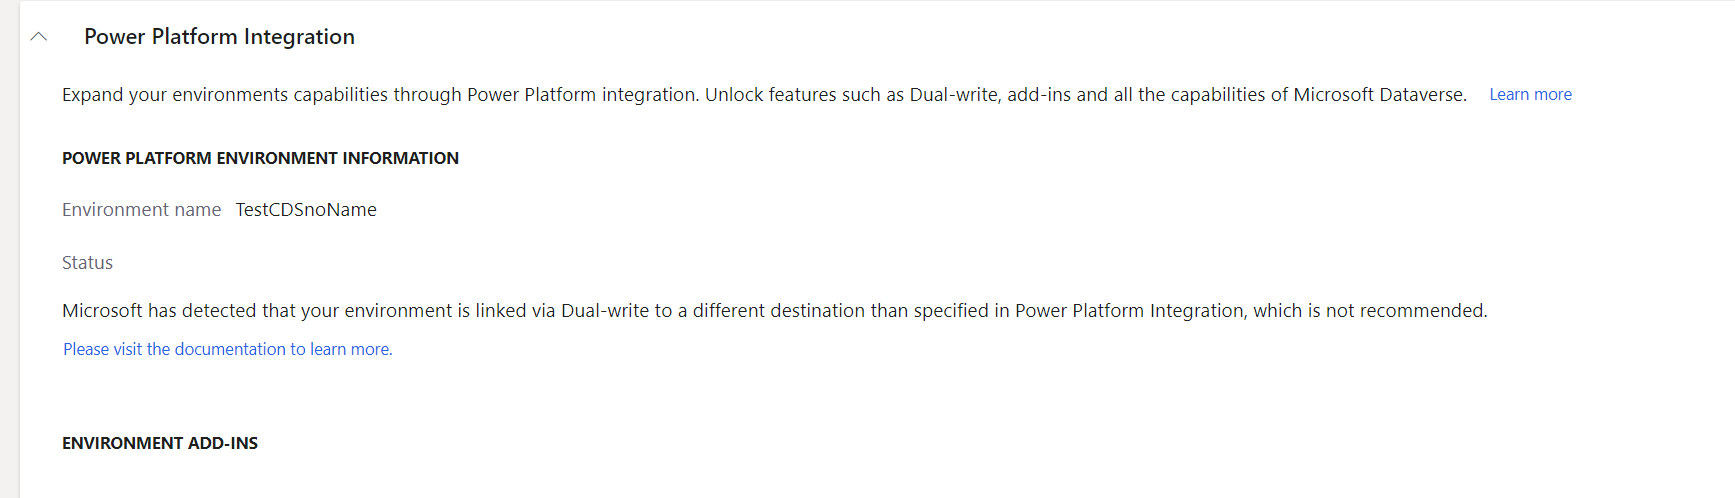 Power Platform Integration
Expand your environments capabilities through Power Platform integration. Unlock features such as Dual-write, add-ins and all the capabilities of Microsoft Dataverse. Learn more
POWER PLATFORM ENVIRONMENT INFORMATION
Environment name TestCDSnoName
Status
Microsoft has detected that your environment is linked via Dual-write to a different destination than specified in Power Platform Integration, which is not recommended.
Please visit the documentation to learn more.
ENVIRONMENT ADD-INS